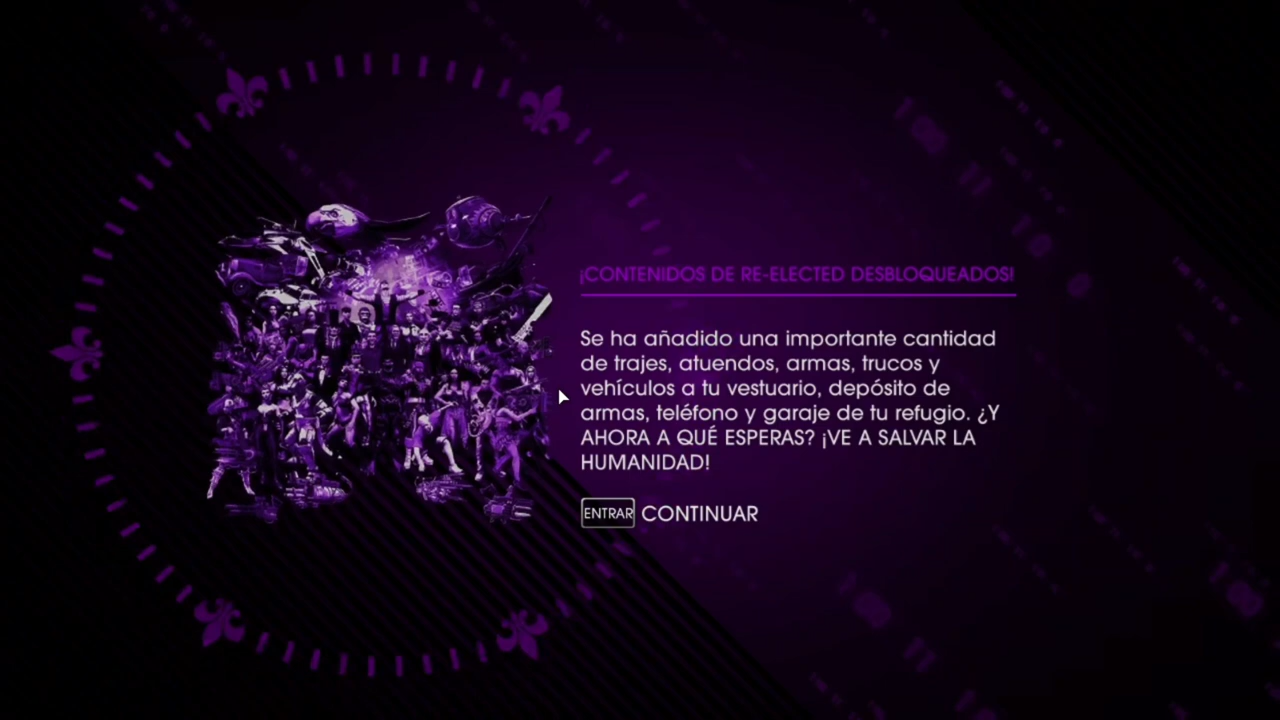 ¡CONTENIDOS DE RE-ELECTED DESBLOQUEADOS!
Se ha añadido una importante cantidad
de trajes, atuendos, armas, trucos y
vehículos a tu vestuario, depósito de
armas, teléfono y garaje de tu refugio. ¿Y
AHORA A QUÉ ESPERAS? ¡VE A SALVAR LA
HUMANIDAD!
ENTRAR CONTINUAR